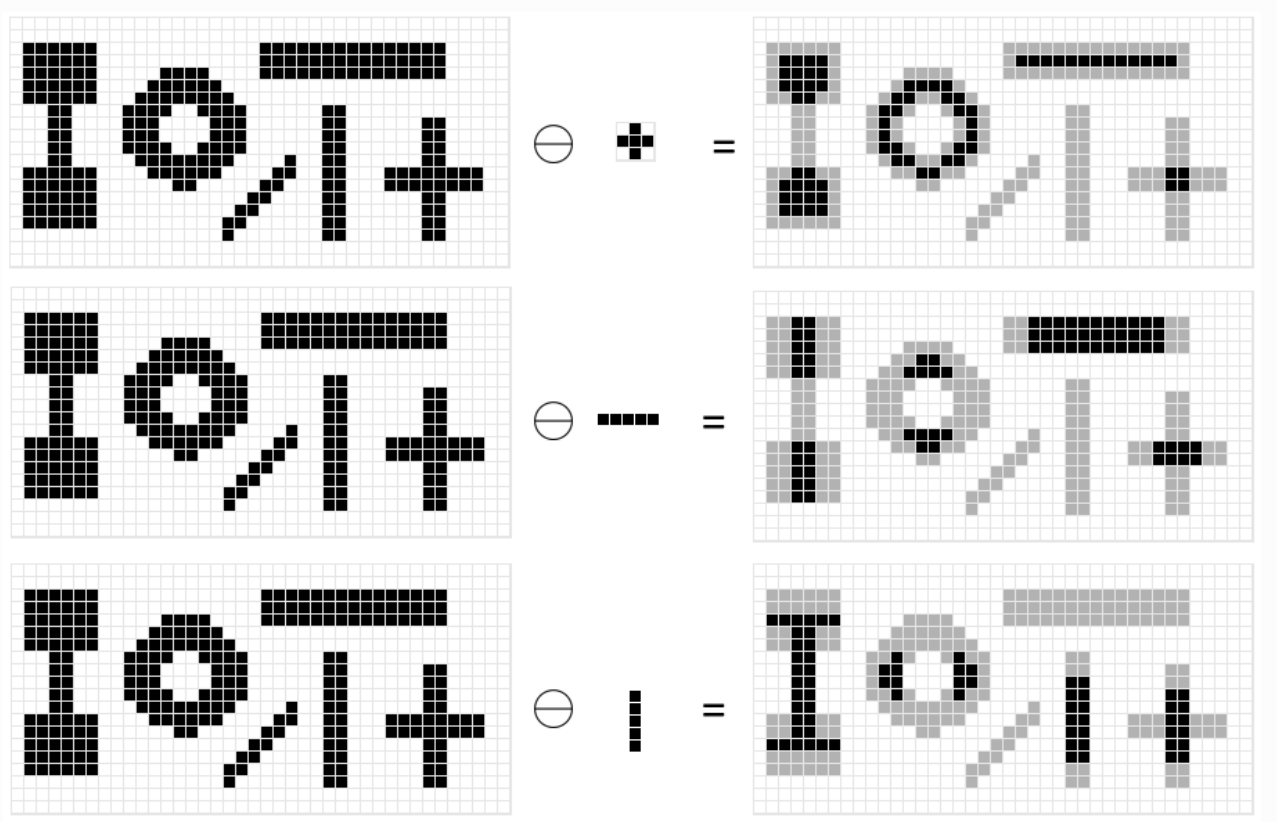 ⊖ =
⊖ =
⊖ =